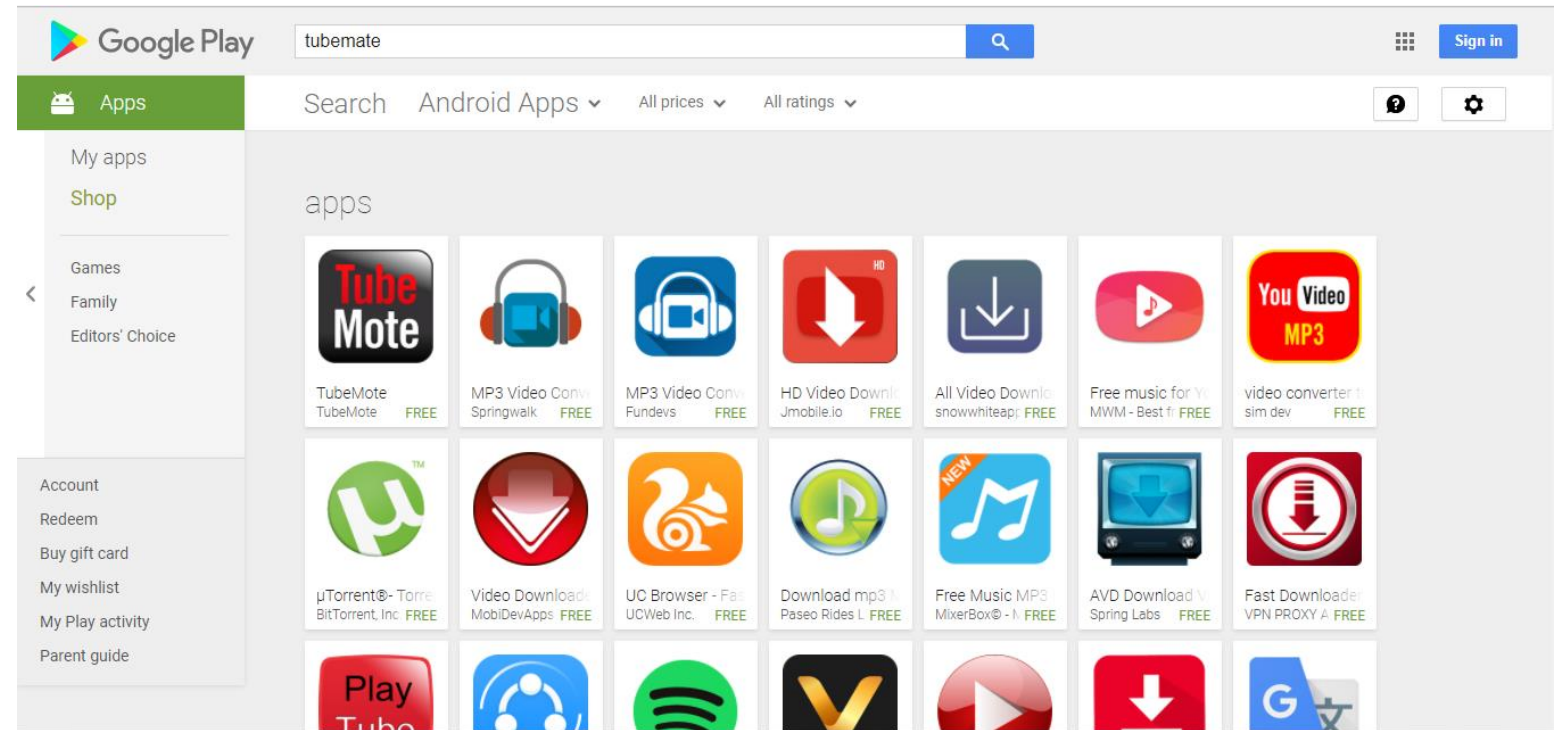 Google Play
tubemate
Sign in
Apps
Search
Android Apps
All prices
All ratings
My apps
Shop
Games
Family
Editors' Choice
Account
Redeem
Buy gift card
My wishlist
My Play activity
Parent guide
apps
Tube
Mote
HD
You Video
MP3
TubeMote
TubeMote FREE
MP3 Video Conv
Springwalk FREE
MP3 Video Conv
Fundevs FREE
HD Video Downl
Jmobile.io FREE
All Video Downlo
snowwhiteapp FREE
Free music for Y
MWM - Best fr FREE
video converter t
sim dev FREE
TM
NEW
µTorrent®- Torre
BitTorrent, Inc. FREE
Video Downloade
MobiDevApps FREE
UC Browser - Fas
UCWeb Inc. FREE
Download mp3
Paseo Rides L FREE
Free Music MP3
MixerBox© - FREE
AVD Download V
Spring Labs FREE
Fast Downloader
VPN PROXY A FREE
Play
Tube
G
文